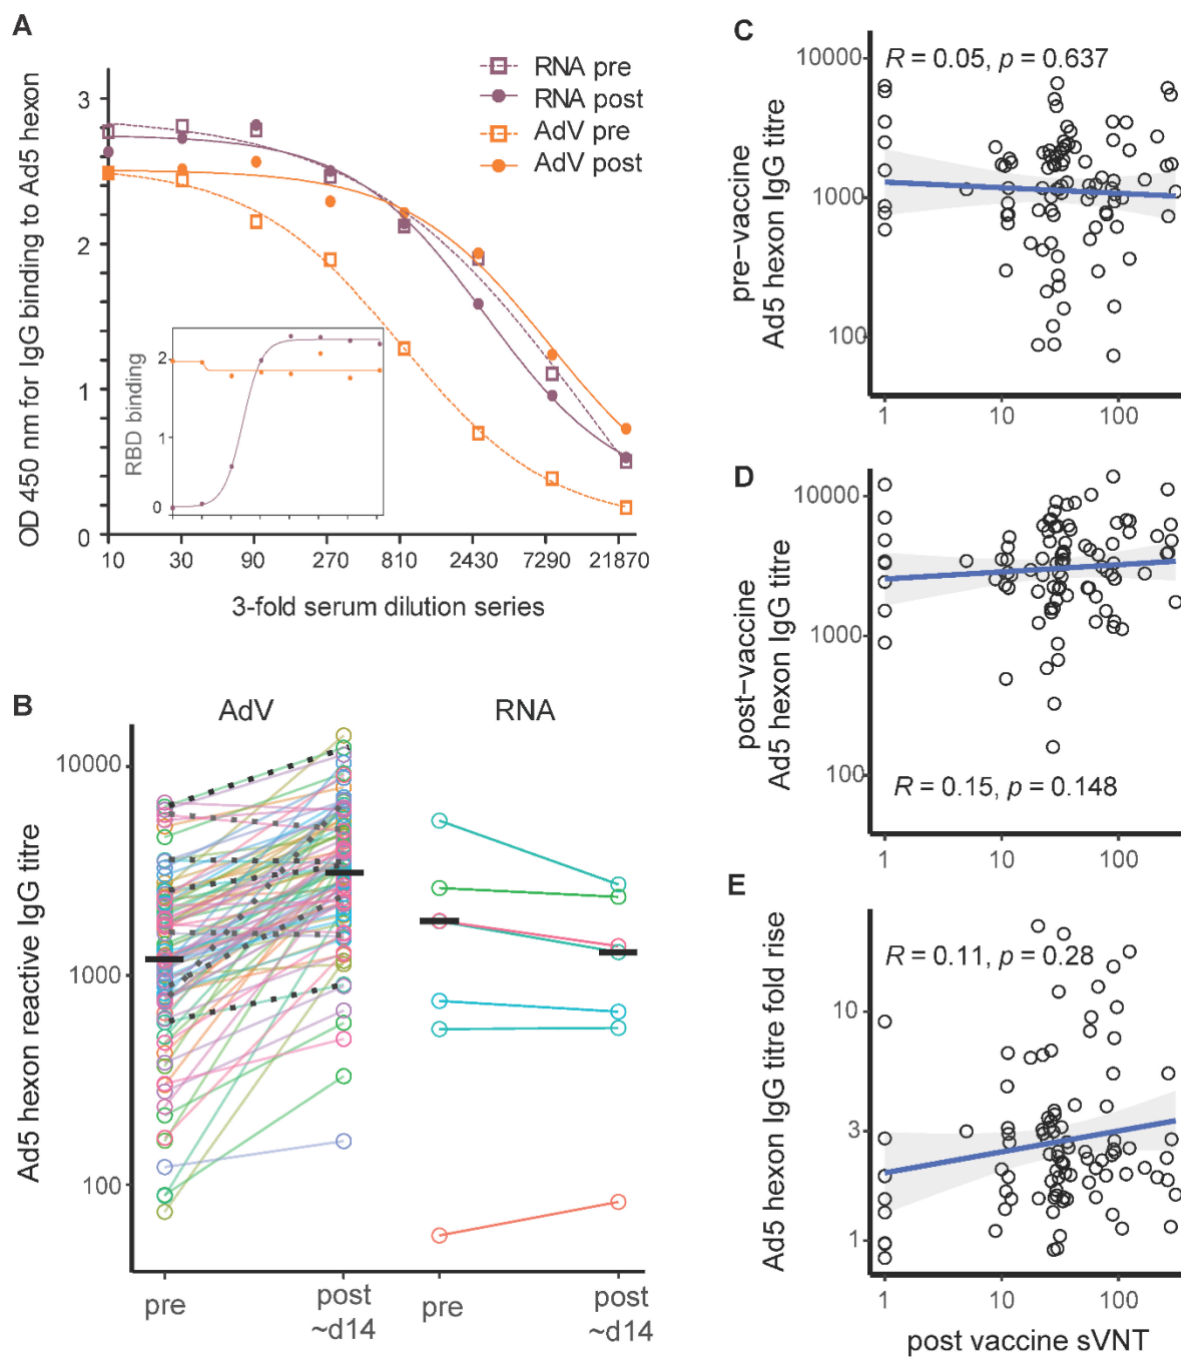 A
OD 450 nm for IgG binding to Ad5 hexon
3
2
1
0
RNA pre
RNA post
AdV pre
AdV post
RBD binding
2
1
0
10 30 90 270 810 2430 7290 21870
3-fold serum dilution series
B
AdV RNA
Ad5 hexon reactive IgG titre
10000
1000
100
pre post pre post
~d14 ~d14
C
pre−vaccine
Ad5 hexon IgG titre
10000
1000
100
R = 0.05, p = 0.637
1 10 100
D
post−vaccine
Ad5 hexon IgG titre
10000
1000
100
R = 0.15, p = 0.148
1 10 100
E
Ad5 hexon IgG titre fold rise
10
3
1
R = 0.11, p = 0.28
1 10 100
post vaccine sVNT